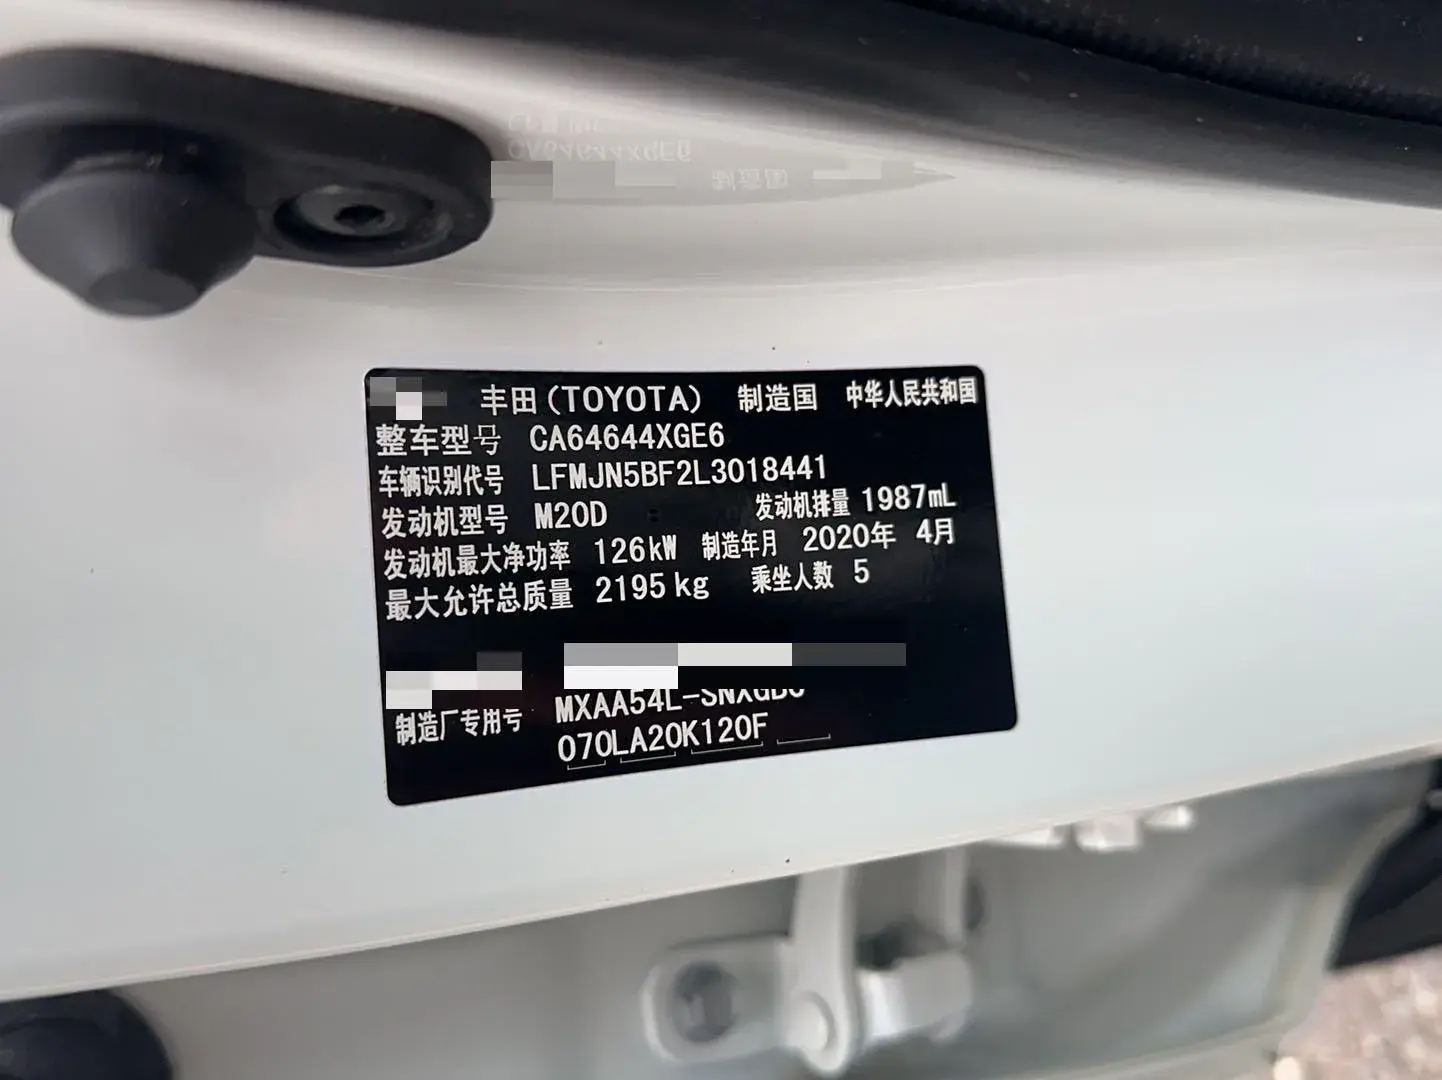 丰田(TOYOTA) 制造国 中华人民共和国
整车型号 CA64644XGE6
车辆识别代号 LFMJN5BF2L3018441
发动机型号 M20D 发动机排量 1987mL
发动机最大净功率 126kW 制造年月 2020年 4月
最大允许总质量 2195kg 乘坐人数 5
制造厂专用号 MXAA54L-
070LA20K120F